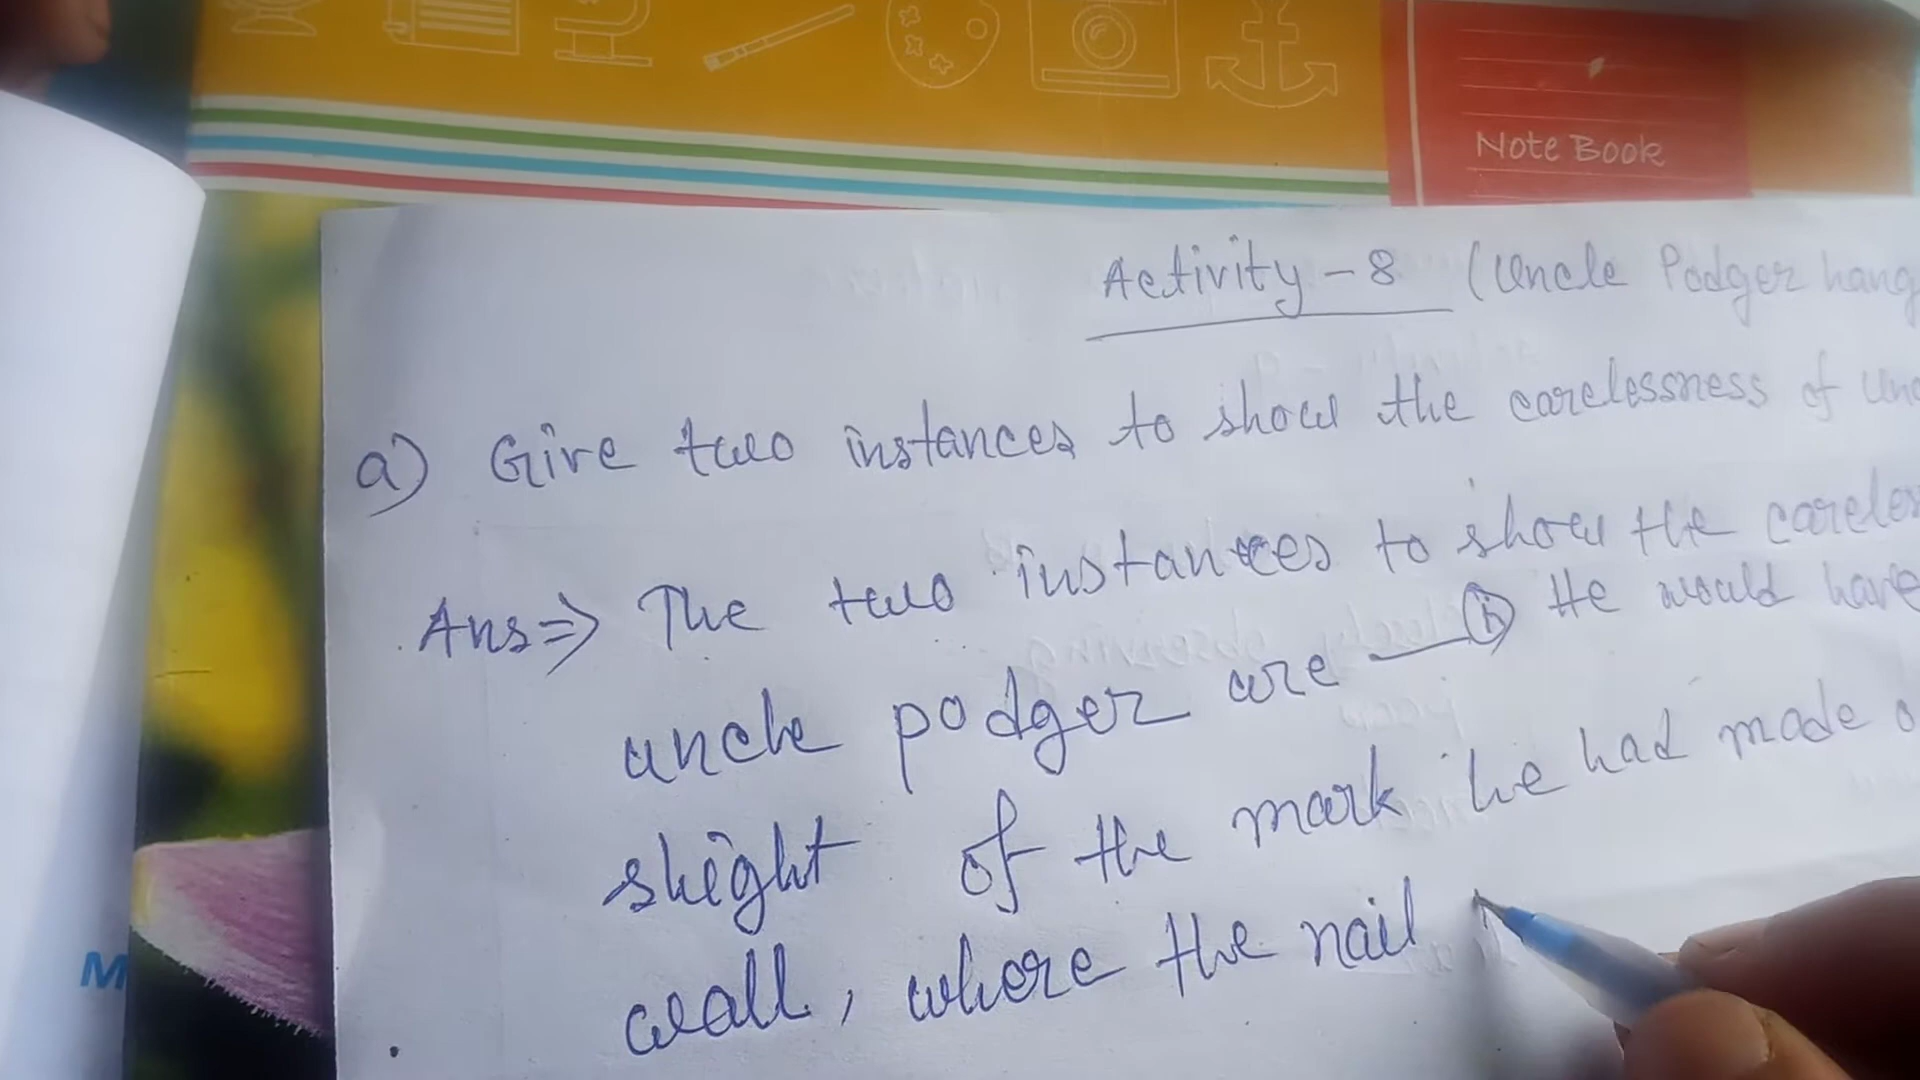 Note Book
Activity - 8 (Uncle Podger hang
a) Give two instances to show the carelessness of Unc
Ans⇒ The two instances to show the careles
uncle podger are — (i) He would have
slight of the mark he had made o
wall, where the nail
M